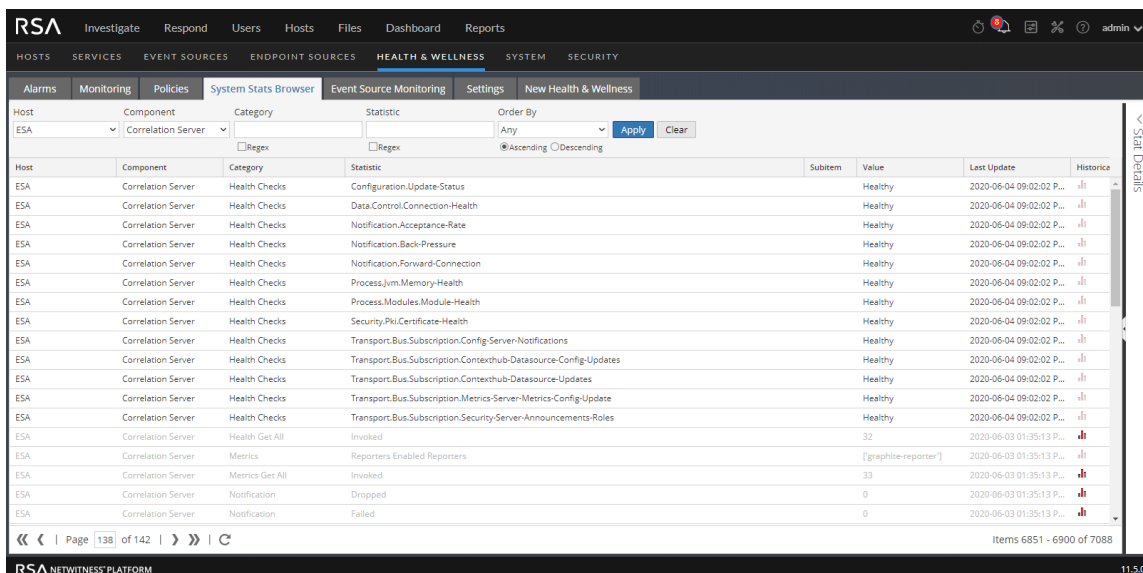 RSA Investigate Respond Users Hosts Files Dashboard Reports 8 admin
HOSTS SERVICES EVENT SOURCES ENDPOINT SOURCES HEALTH & WELLNESS SYSTEM SECURITY
Alarms Monitoring Policies System Stats Browser Event Source Monitoring Settings New Health & Wellness
Host Component Category Statistic Order By
ESA Correlation Server Any Apply Clear
Regex Regex Ascending Descending
Stat Details
Host Component Category Statistic Subitem Value Last Update Historica
ESA Correlation Server Health Checks Configuration.Update-Status Healthy 2020-06-04 09:02:02 P...
ESA Correlation Server Health Checks Data.Control.Connection-Health Healthy 2020-06-04 09:02:02 P...
ESA Correlation Server Health Checks Notification.Acceptance-Rate Healthy 2020-06-04 09:02:02 P...
ESA Correlation Server Health Checks Notification.Back-Pressure Healthy 2020-06-04 09:02:02 P...
ESA Correlation Server Health Checks Notification.Forward-Connection Healthy 2020-06-04 09:02:02 P...
ESA Correlation Server Health Checks Process.Jvm.Memory-Health Healthy 2020-06-04 09:02:02 P...
ESA Correlation Server Health Checks Process.Modules.Module-Health Healthy 2020-06-04 09:02:02 P...
ESA Correlation Server Health Checks Security.Pki.Certificate-Health Healthy 2020-06-04 09:02:02 P...
ESA Correlation Server Health Checks Transport.Bus.Subscription.Config-Server-Notifications Healthy 2020-06-04 09:02:02 P...
ESA Correlation Server Health Checks Transport.Bus.Subscription.Contexthub-Datasource-Config-Updates Healthy 2020-06-04 09:02:02 P...
ESA Correlation Server Health Checks Transport.Bus.Subscription.Contexthub-Datasource-Updates Healthy 2020-06-04 09:02:02 P...
ESA Correlation Server Health Checks Transport.Bus.Subscription.Metrics-Server-Metrics-Config-Update Healthy 2020-06-04 09:02:02 P...
ESA Correlation Server Health Checks Transport.Bus.Subscription.Security-Server-Announcements-Roles Healthy 2020-06-04 09:02:02 P...
ESA Correlation Server Health Get All Invoked 32 2020-06-03 01:35:13 P...
ESA Correlation Server Metrics Reporters Enabled Reporters ['graphite-reporter'] 2020-06-03 01:35:13 P...
ESA Correlation Server Metrics Get All Invoked 33 2020-06-03 01:35:13 P...
ESA Correlation Server Notification Dropped 0 2020-06-03 01:35:13 P...
ESA Correlation Server Notification Failed 0 2020-06-03 01:35:13 P...
Page 138 of 142 Items 6851 - 6900 of 7088
RSA NETWITNESS® PLATFORM 11.5.0